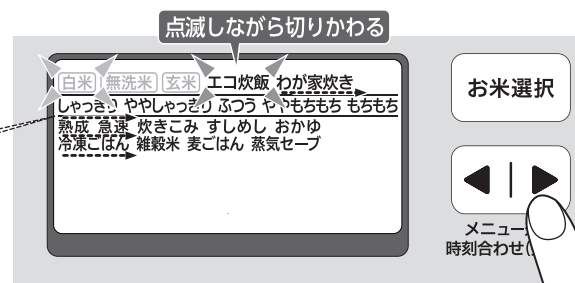 点滅しながら切りかわる
白米 無洗米 玄米 エコ炊飯 わが家炊き
しゃっきり ややしゃっきり ふつう ややもちもち もちもち
熟成 急速 炊きこみ すしめし おかゆ
冷凍ごはん 雑穀米 麦ごはん 蒸気セーブ
お米選択
メニュー
時刻合わせ